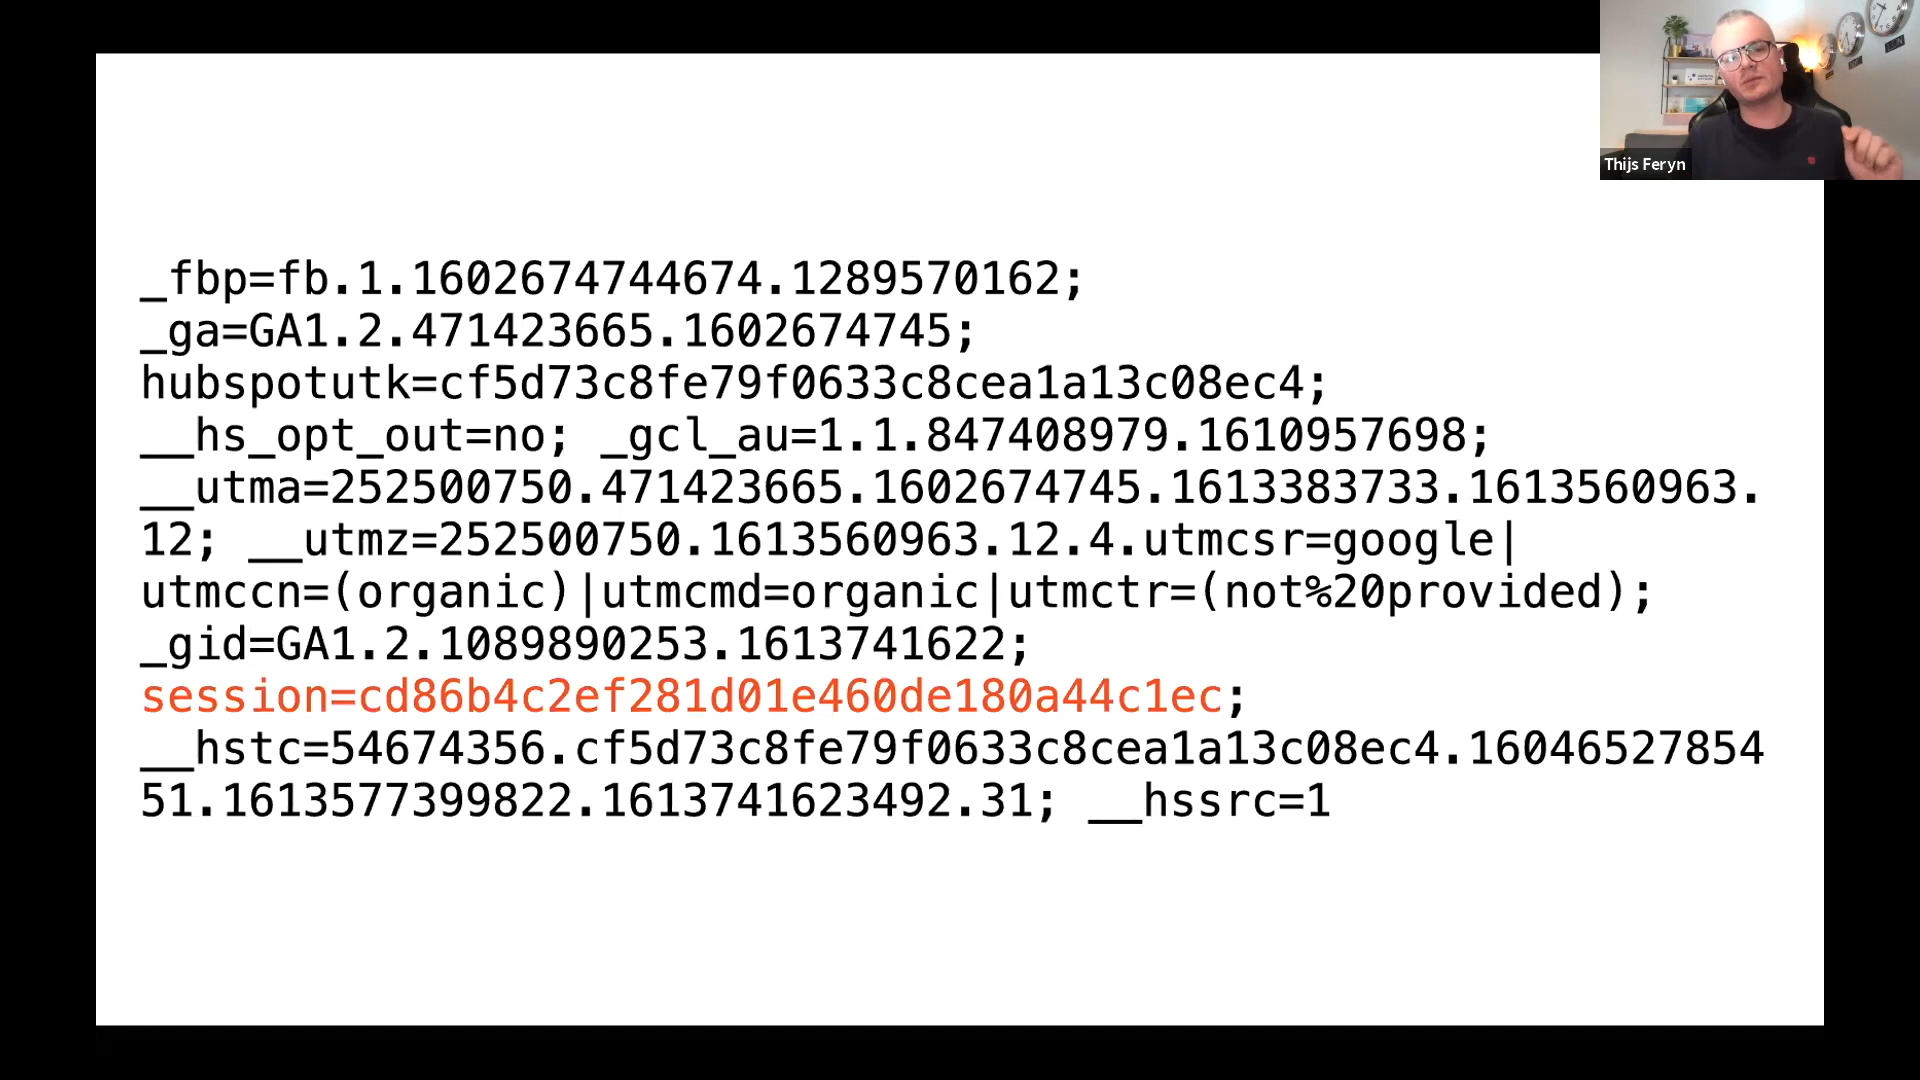 _fbp=fb.1.1602674744674.1289570162;
_ga=GA1.2.471423665.1602674745;
hubspotutk=cf5d73c8fe79f0633c8cea1a13c08ec4;
__hs_opt_out=no; _gcl_au=1.1.847408979.1610957698;
__utma=252500750.471423665.1602674745.1613383733.1613560963.
12; __utmz=252500750.1613560963.12.4.utmcsr=google|
utmccn=(organic)|utmcmd=organic|utmctr=(not%20provided);
_gid=GA1.2.1089890253.1613741622;
session=cd86b4c2ef281d01e460de180a44c1ec;
__hstc=54674356.cf5d73c8fe79f0633c8cea1a13c08ec4.16046527854
51.1613577399822.1613741623492.31; __hssrc=1
Thijs Feryn